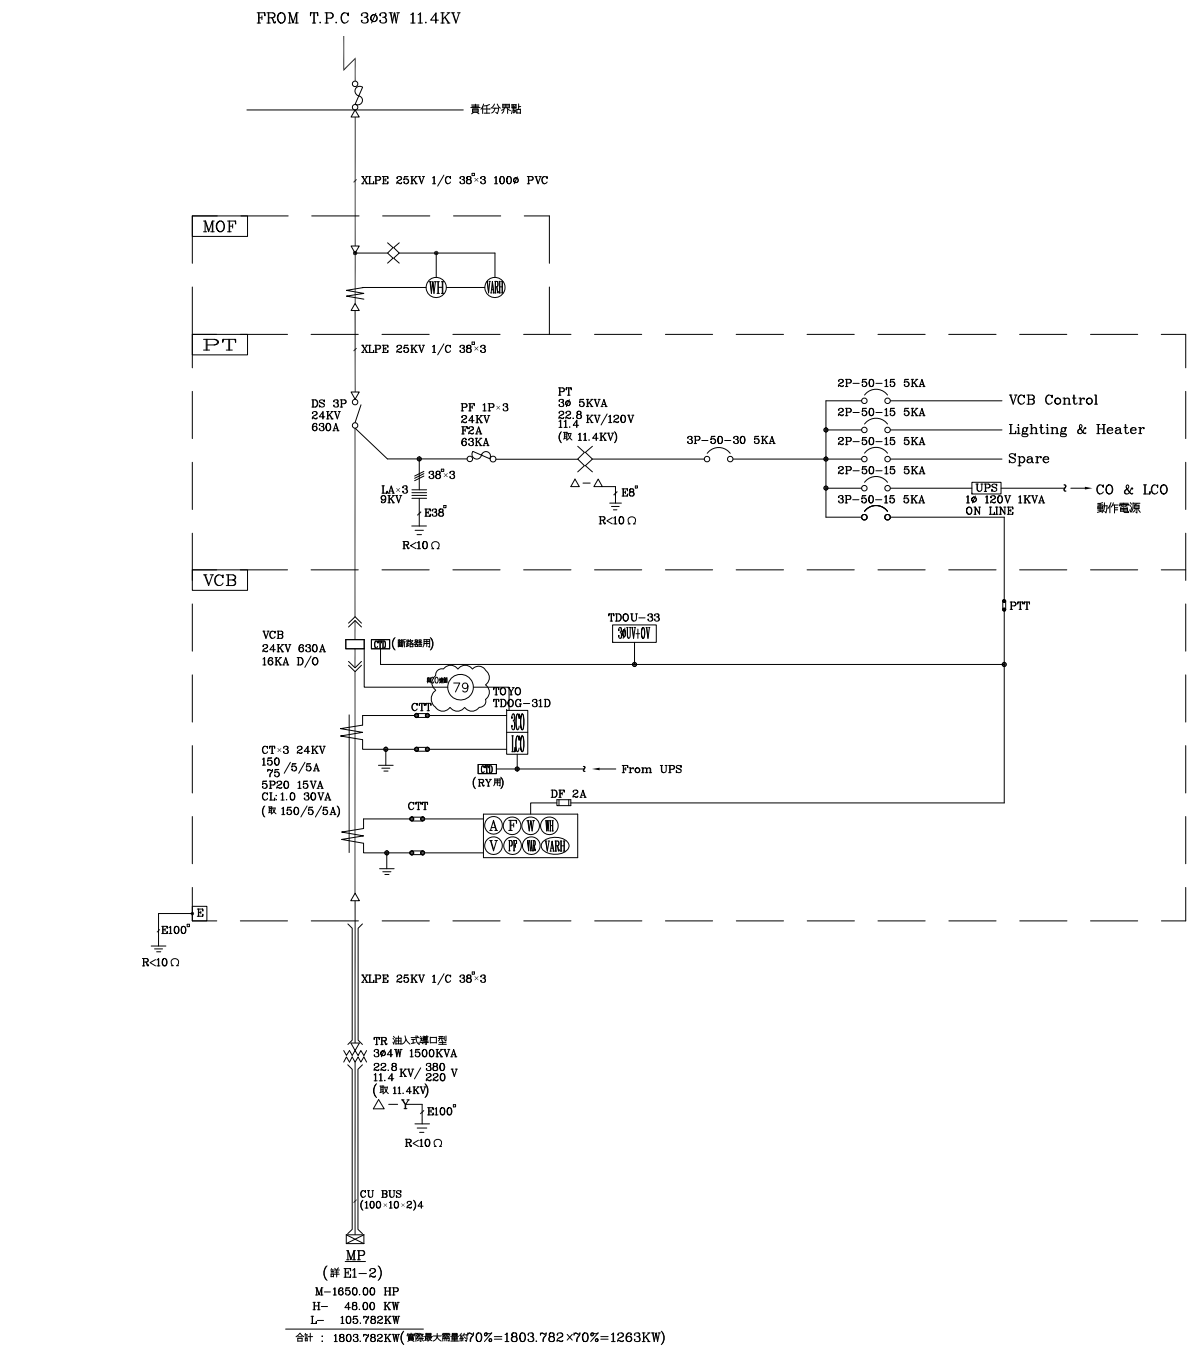 FROM T.P.C 3ø3W 11.4KV
責任分界點
XLPE 25KV 1/C 38□×3 100ø PVC
MOF
WH
VARH
PT
XLPE 25KV 1/C 38□×3
DS 3P
24KV
630A
PF 1P×3
24KV
F2A
63KA
PT
3ø 5KVA
22.8
11.4 KV/120V
(取 11.4KV)
3P-50-30 5KA
2P-50-15 5KA
VCB Control
2P-50-15 5KA
Lighting & Heater
2P-50-15 5KA
Spare
2P-50-15 5KA
UPS
1ø 120V 1KVA
ON LINE
CO & LCO
動作電源
3P-50-15 5KA
38□×3
LA×3
9KV
E38□
R<10Ω
△-△
E8□
R<10Ω
VCB
PTT
VCB
24KV 630A
16KA D/O
CTD
(斷路器用)
TDOU-33
3øUV+OV
79
TOYO
TDOG-31D
CTT
3CO
LCO
CTD
(RY用)
From UPS
CT×3 24KV
150
75 /5/5A
5P20 15VA
CL:1.0 30VA
(取 150/5/5A)
DF 2A
CTT
A F W WH
V PF VAR VARH
E
E100□
R<10Ω
XLPE 25KV 1/C 38□×3
TR 油入式導口型
3ø4W 1500KVA
22.8 KV/ 380
11.4 220 V
(取 11.4KV)
△-Y
E100□
R<10Ω
CU BUS
(100×10×2)4
MP
(詳 E1-2)
M-1650.00 HP
H- 48.00 KW
L- 105.782KW
合計 : 1803.782KW(實際最大需量約70%=1803.782×70%=1263KW)